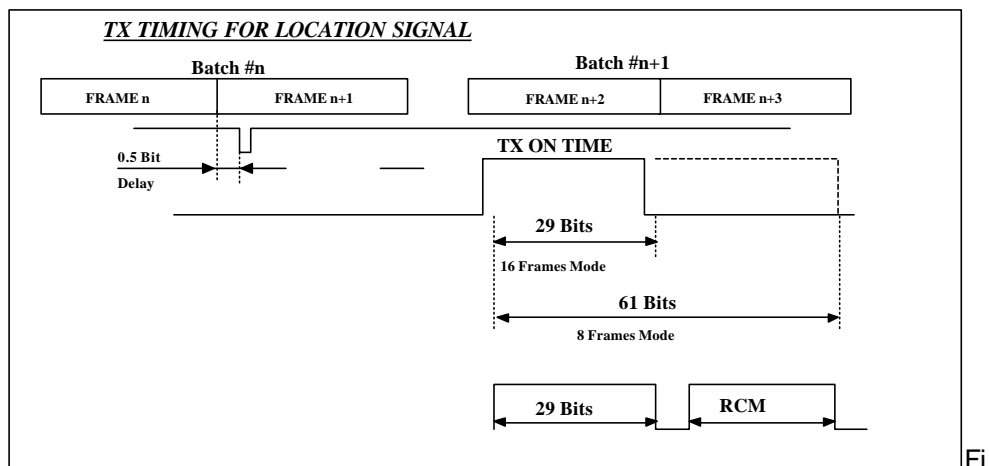 TX TIMING FOR LOCATION SIGNAL
Batch #n
Batch #n+1
FRAME n
FRAME n+1
FRAME n+2
FRAME n+3
TX ON TIME
0.5 Bit
Delay
29 Bits
16 Frames Mode
61 Bits
8 Frames Mode
29 Bits
RCM
Fi